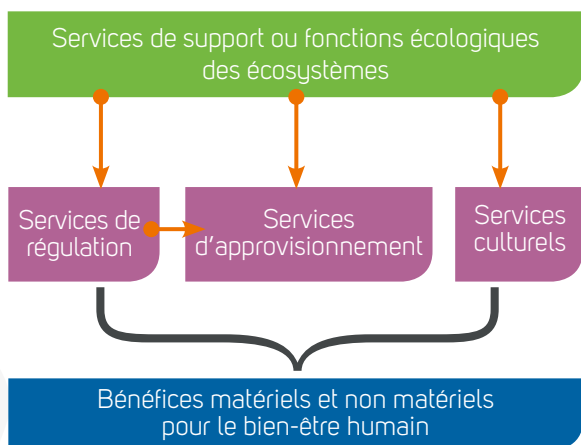 Services de support ou fonctions écologiques
des écosystèmes
Services de
régulation
Services
d'approvisionnement
Services
culturels
Bénéfices matériels et non matériels
pour le bien-être humain